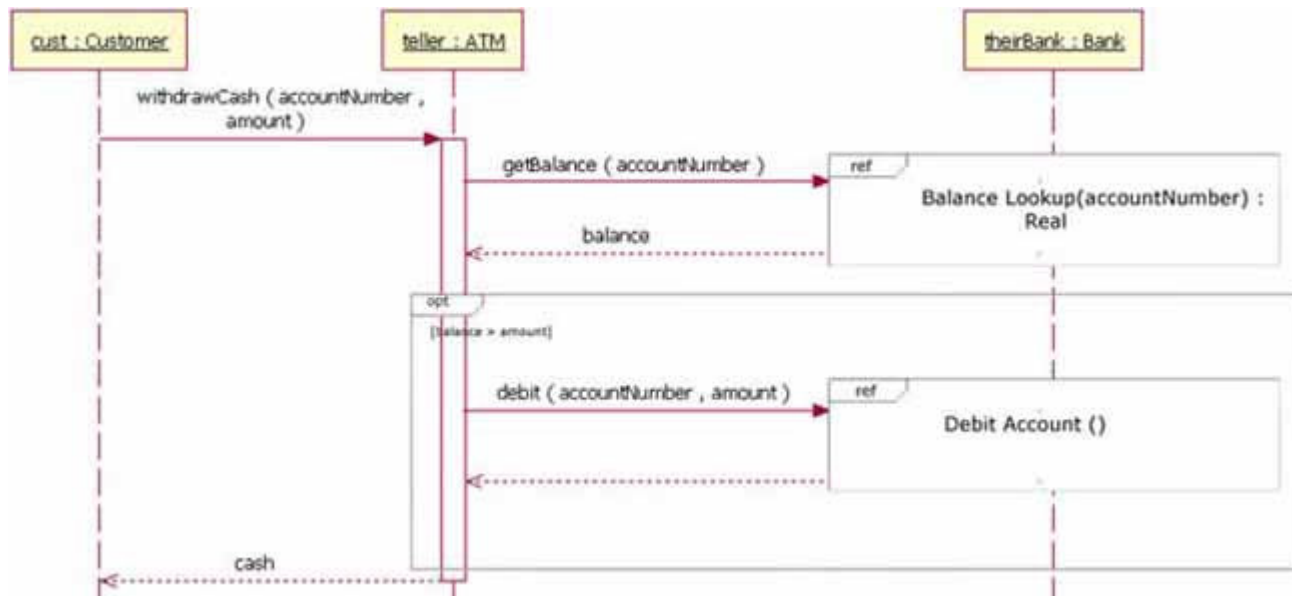 cust : Customer
teller : ATM
theirBank : Bank
withdrawCash ( accountNumber ,
amount )
getBalance ( accountNumber )
ref
Balance Lookup(accountNumber) :
Real
balance
opt
[balance > amount]
debit ( accountNumber , amount )
ref
Debit Account ()
cash